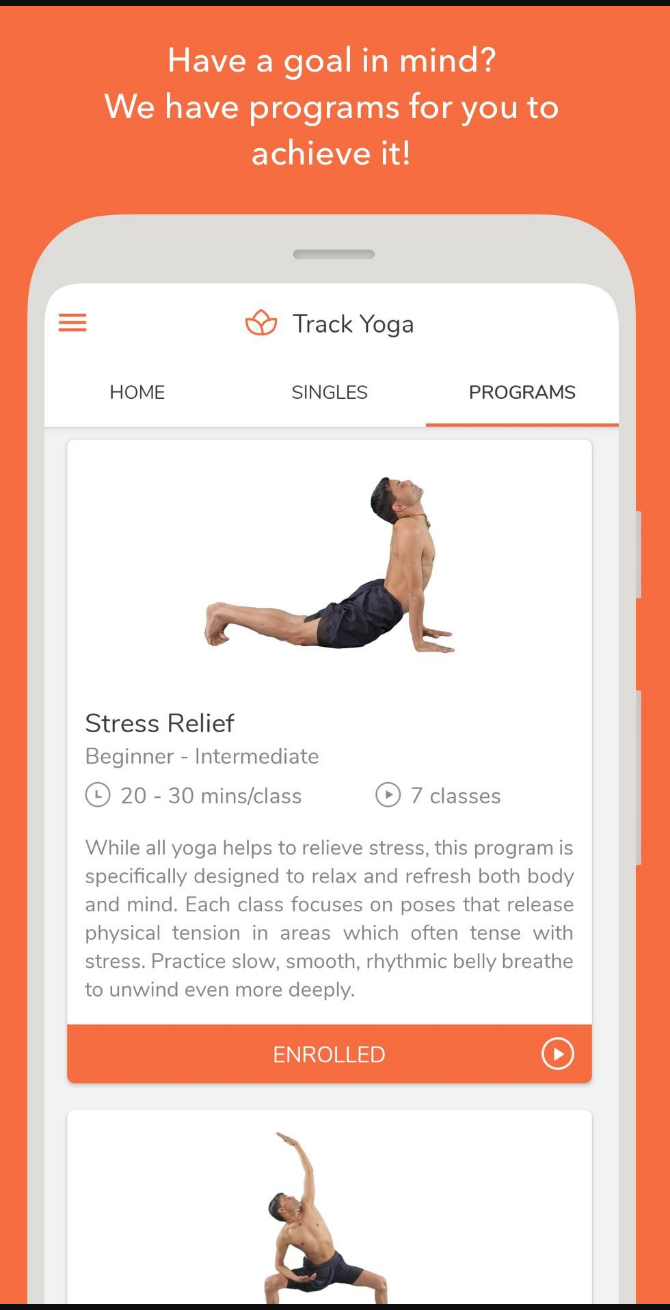 Have a goal in mind?
We have programs for you to
achieve it!
Track Yoga
HOME SINGLES PROGRAMS
Stress Relief
Beginner - Intermediate
20 - 30 mins/class 7 classes
While all yoga helps to relieve stress, this program is
specifically designed to relax and refresh both body
and mind. Each class focuses on poses that release
physical tension in areas which often tense with
stress. Practice slow, smooth, rhythmic belly breathe
to unwind even more deeply.
ENROLLED